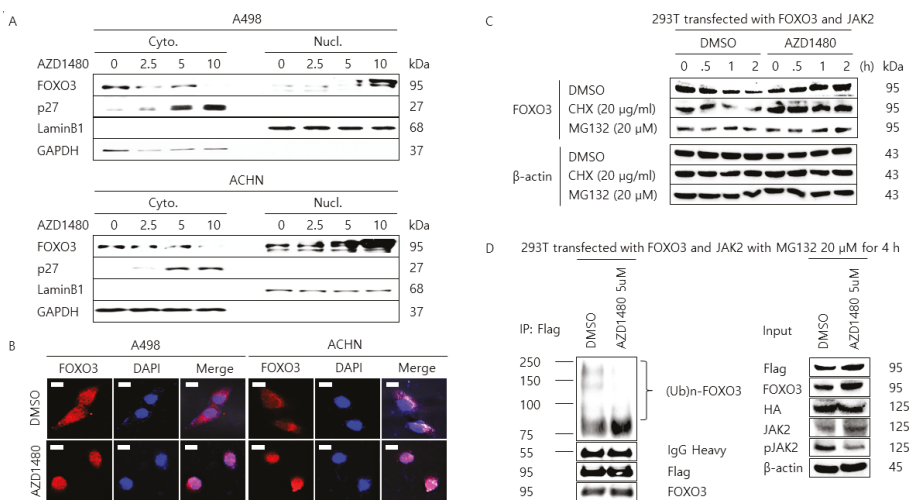 A
A498
Cyto. Nucl.
AZD1480 0 2.5 5 10 0 2.5 5 10 kDa
FOXO3 95
p27 27
LaminB1 68
GAPDH 37
ACHN
Cyto. Nucl.
AZD1480 0 2.5 5 10 0 2.5 5 10 kDa
FOXO3 95
p27 27
LaminB1 68
GAPDH 37
B
A498 ACHN
FOXO3 DAPI Merge FOXO3 DAPI Merge
DMSO
AZD1480
C
293T transfected with FOXO3 and JAK2
DMSO AZD1480
0 .5 1 2 0 .5 1 2 (h) kDa
FOXO3
DMSO 95
CHX (20 μg/ml) 95
MG132 (20 μM) 95
β-actin
DMSO 43
CHX (20 μg/ml) 43
MG132 (20 μM) 43
D 293T transfected with FOXO3 and JAK2 with MG132 20 μM for 4 h
IP: Flag
DMSO
AZD1480 5uM
250
150
100
75
(Ub)n-FOXO3
55 IgG Heavy
95 Flag
95 FOXO3
Input
DMSO
AZD1480 5uM
Flag 95
FOXO3 95
HA 125
JAK2 125
pJAK2 125
β-actin 45